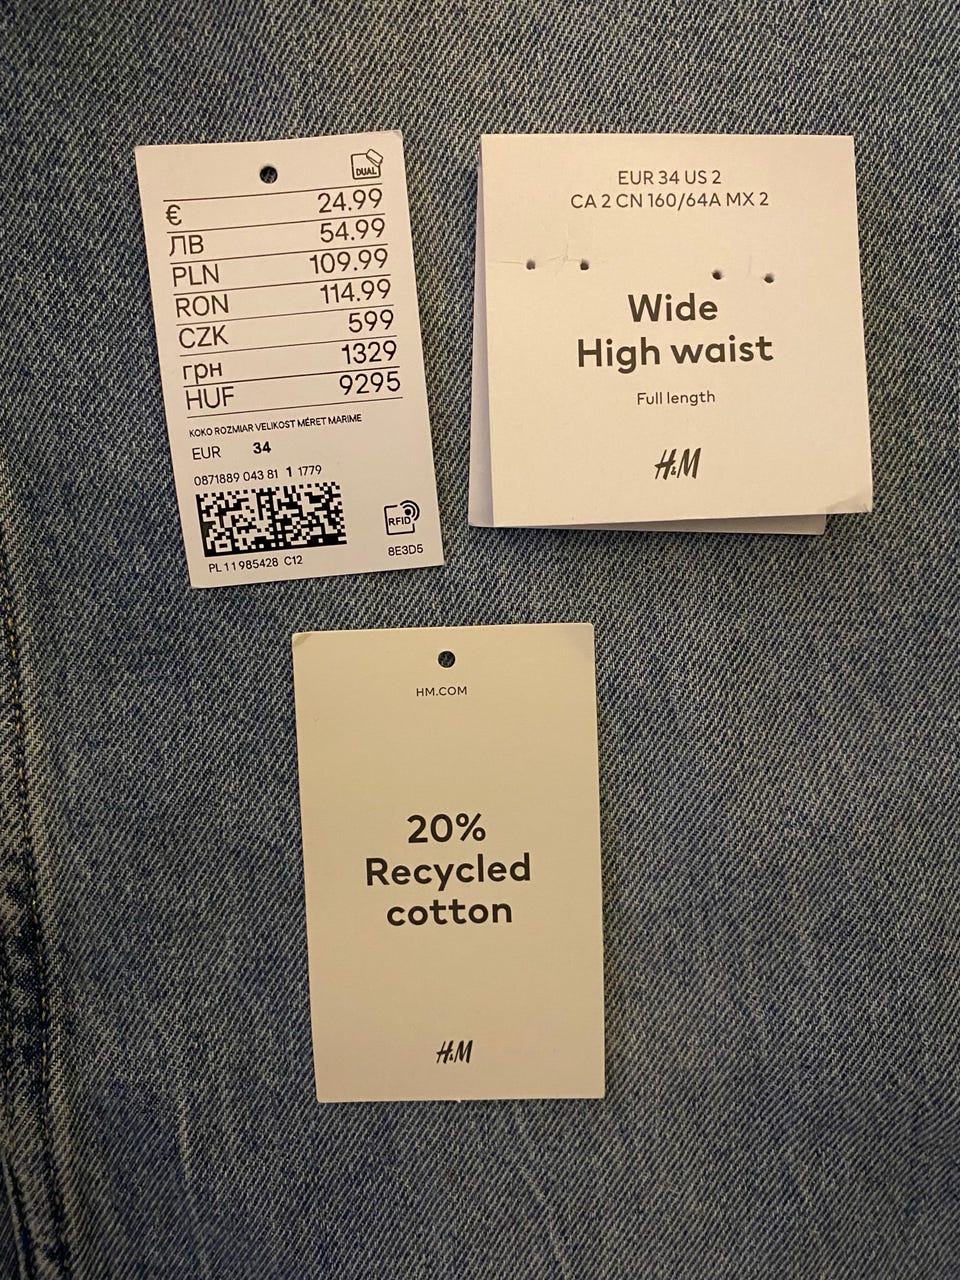 DUAL
€ 24.99
ЛВ 54.99
PLN 109.99
RON 114.99
CZK 599
грн 1329
HUF 9295
KOKO ROZMIAR VELIKOST MÉRET MARIME
EUR 34
0871889 043 81 1 1779
RFID
PL11985428 C12
8E3D5
EUR 34 US 2
CA 2 CN 160/64A MX 2
Wide
High waist
Full length
H&M
HM.COM
20%
Recycled
cotton
H&M